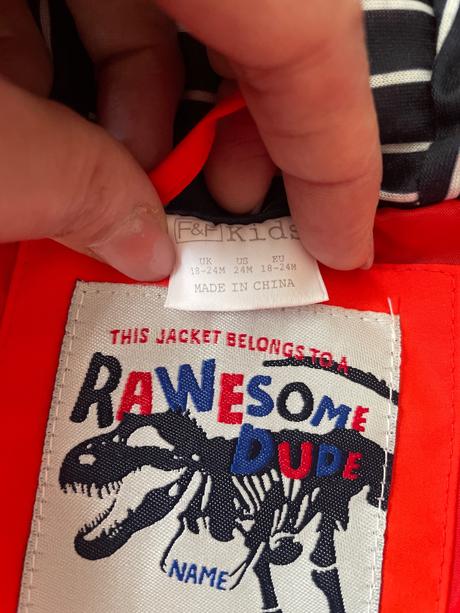 F&F Kids
UK US EU
18-24M 24M 18-24M
MADE IN CHINA
THIS JACKET BELONGS TO A
RAWESOME
DUDE
NAME